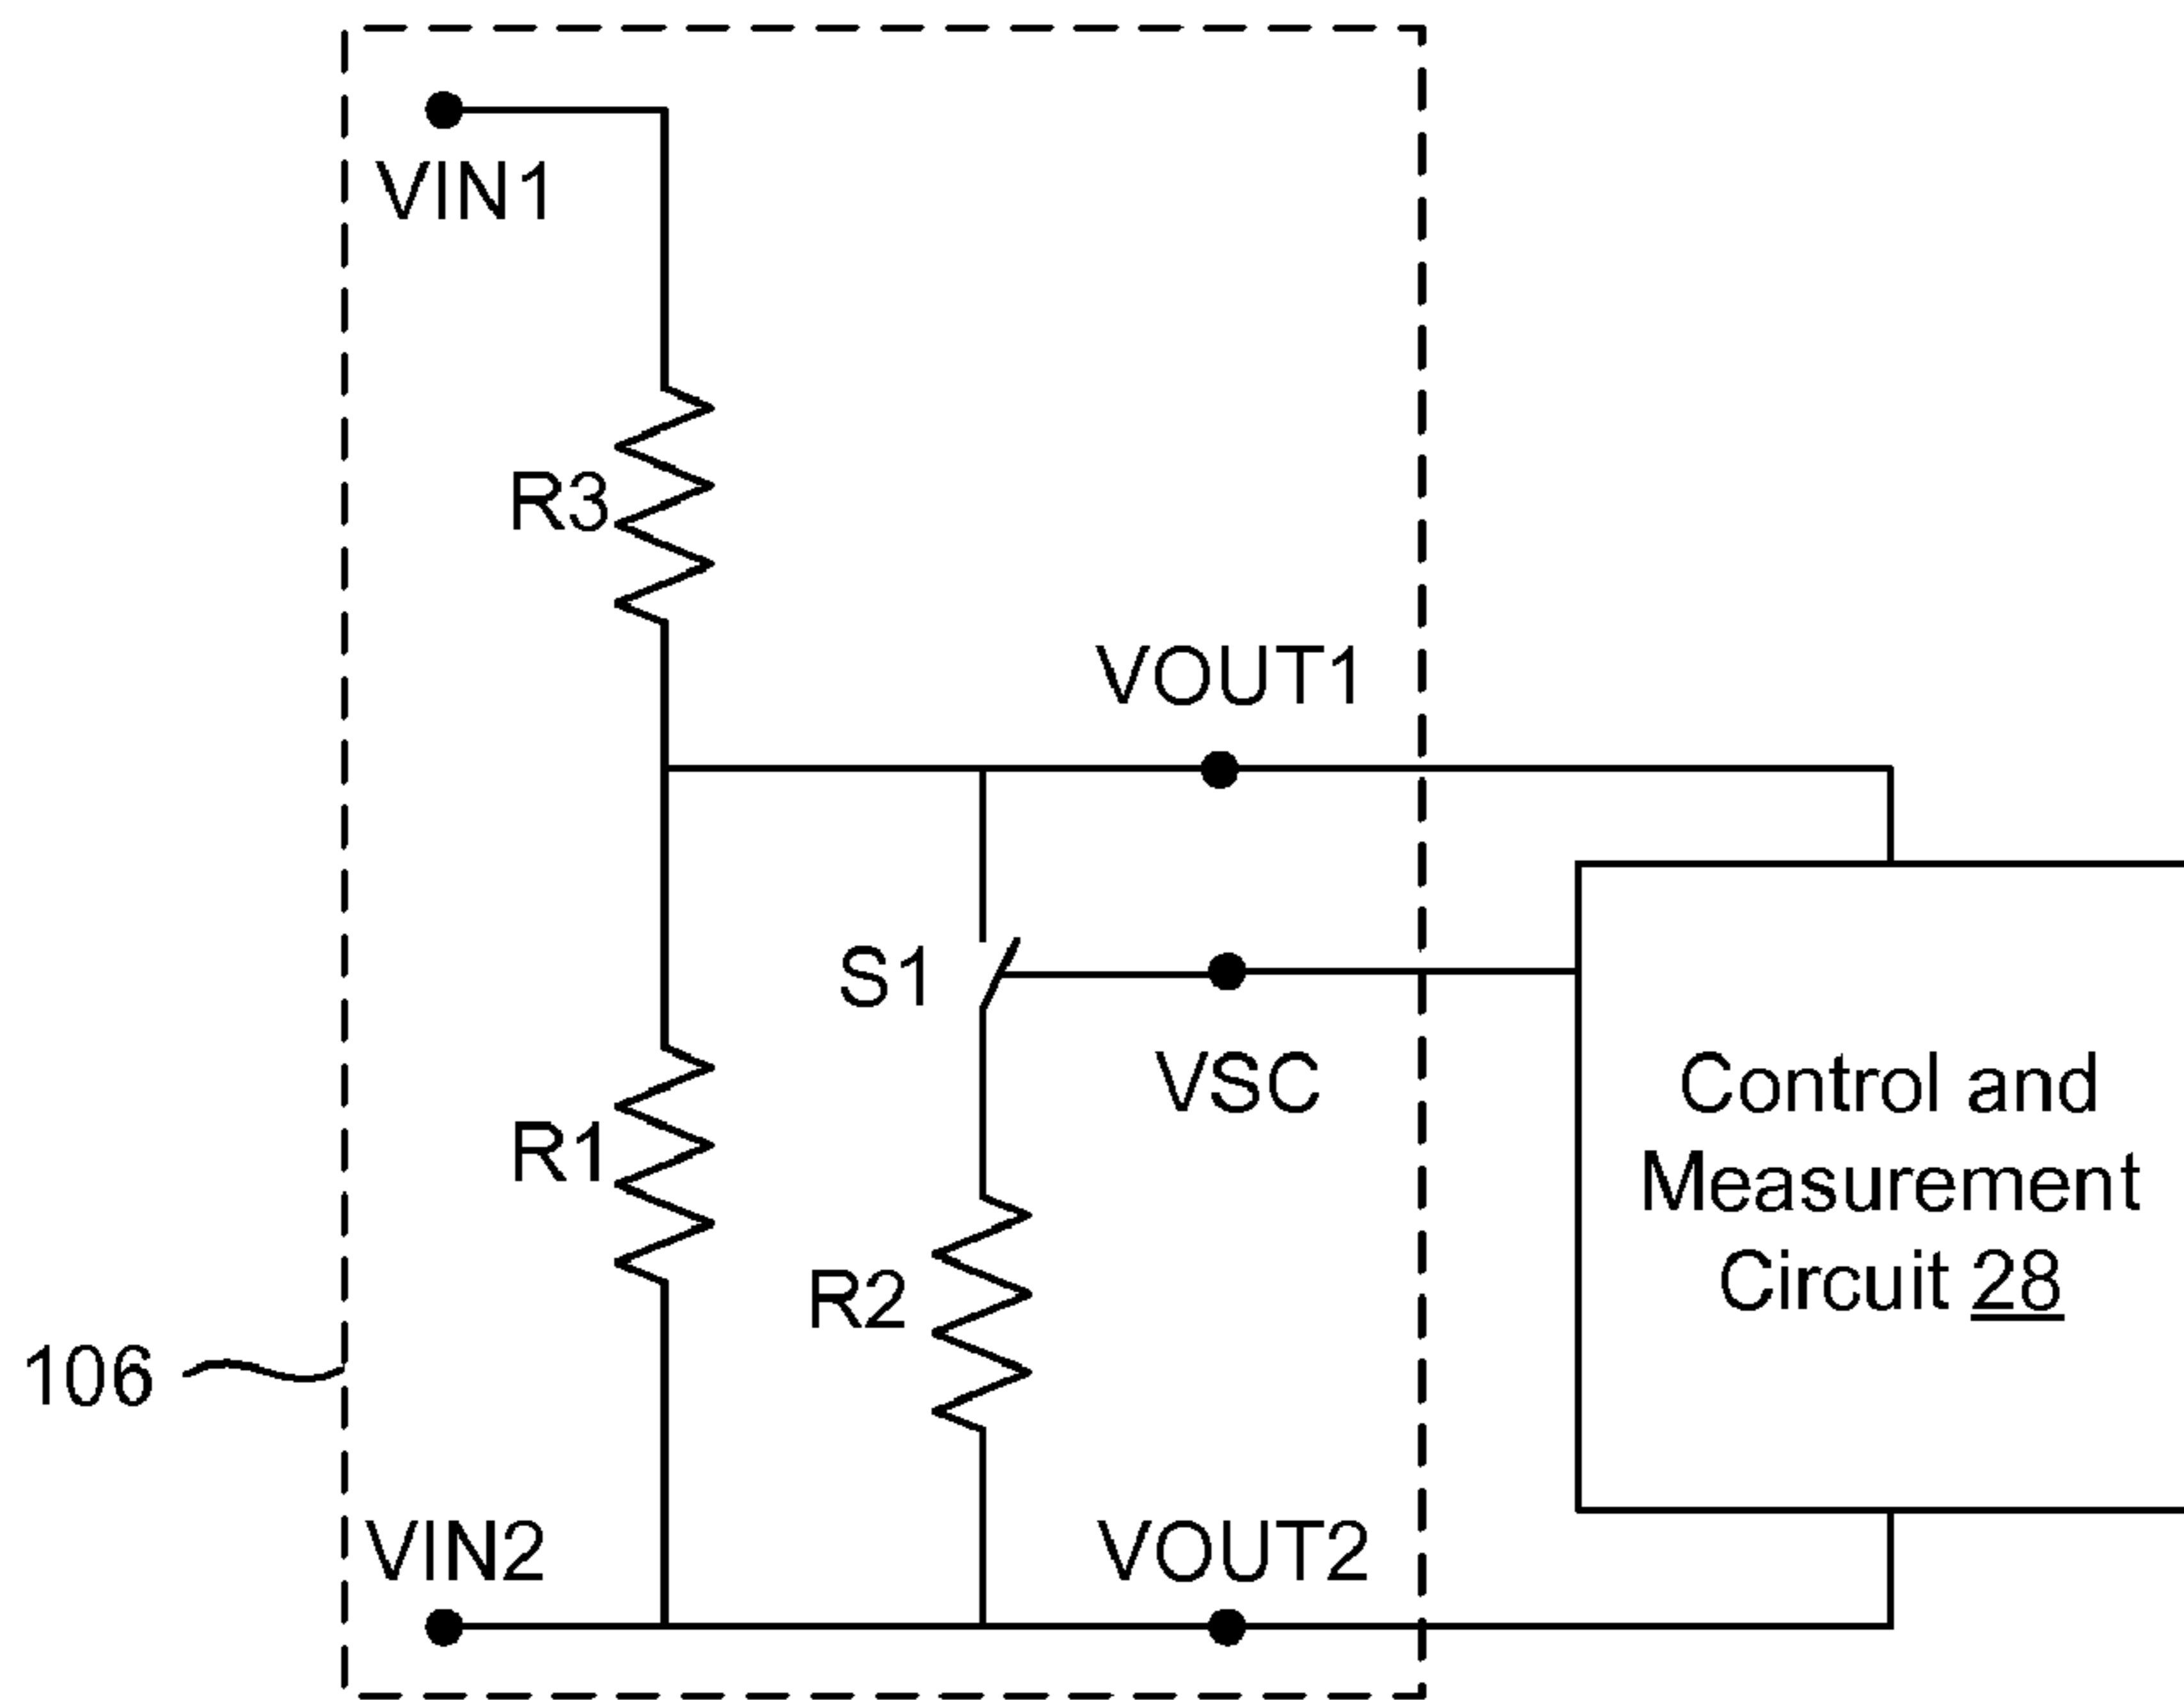 VIN1
R3
VOUT1
S1
VSC
Control and
Measurement
Circuit 28
R1
R2
106
VIN2
VOUT2